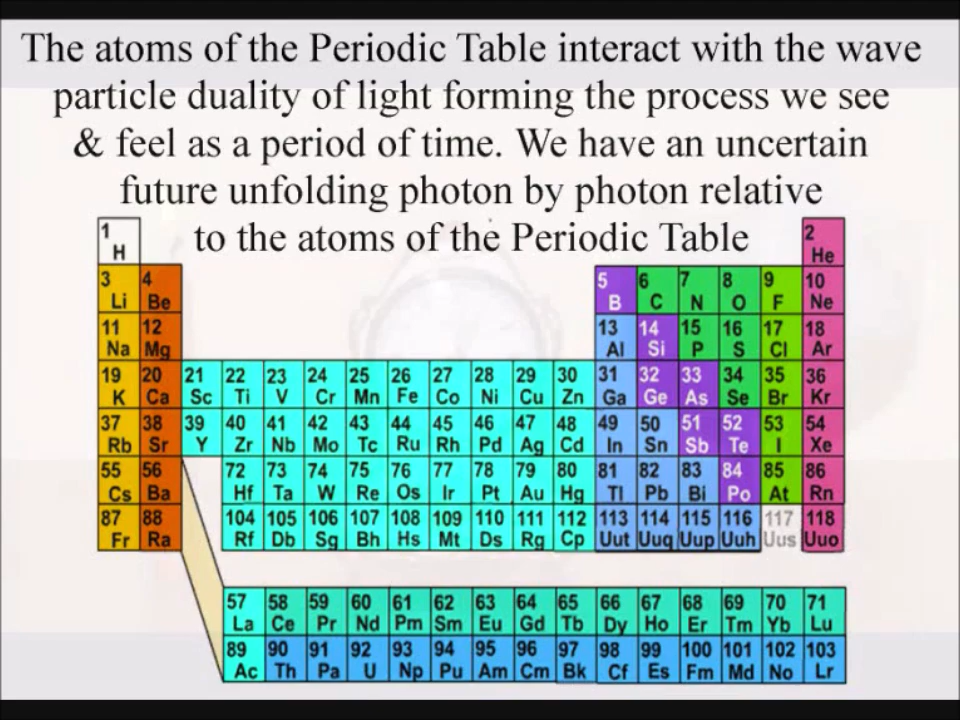 The atoms of the Periodic Table interact with the wave
particle duality of light forming the process we see
& feel as a period of time. We have an uncertain
future unfolding photon by photon relative
to the atoms of the Periodic Table
1 H 2 He
3 Li 4 Be 5 B 6 C 7 N 8 O 9 F 10 Ne
11 Na 12 Mg 13 Al 14 Si 15 P 16 S 17 Cl 18 Ar
19 K 20 Ca 21 Sc 22 Ti 23 V 24 Cr 25 Mn 26 Fe 27 Co 28 Ni 29 Cu 30 Zn 31 Ga 32 Ge 33 As 34 Se 35 Br 36 Kr
37 Rb 38 Sr 39 Y 40 Zr 41 Nb 42 Mo 43 Tc 44 Ru 45 Rh 46 Pd 47 Ag 48 Cd 49 In 50 Sn 51 Sb 52 Te 53 I 54 Xe
55 Cs 56 Ba 72 Hf 73 Ta 74 W 75 Re 76 Os 77 Ir 78 Pt 79 Au 80 Hg 81 Tl 82 Pb 83 Bi 84 Po 85 At 86 Rn
87 Fr 88 Ra 104 Rf 105 Db 106 Sg 107 Bh 108 Hs 109 Mt 110 Ds 111 Rg 112 Cp 113 Uut 114 Uuq 115 Uup 116 Uuh 117 Uus 118 Uuo
57 La 58 Ce 59 Pr 60 Nd 61 Pm 62 Sm 63 Eu 64 Gd 65 Tb 66 Dy 67 Ho 68 Er 69 Tm 70 Yb 71 Lu
89 Ac 90 Th 91 Pa 92 U 93 Np 94 Pu 95 Am 96 Cm 97 Bk 98 Cf 99 Es 100 Fm 101 Md 102 No 103 Lr